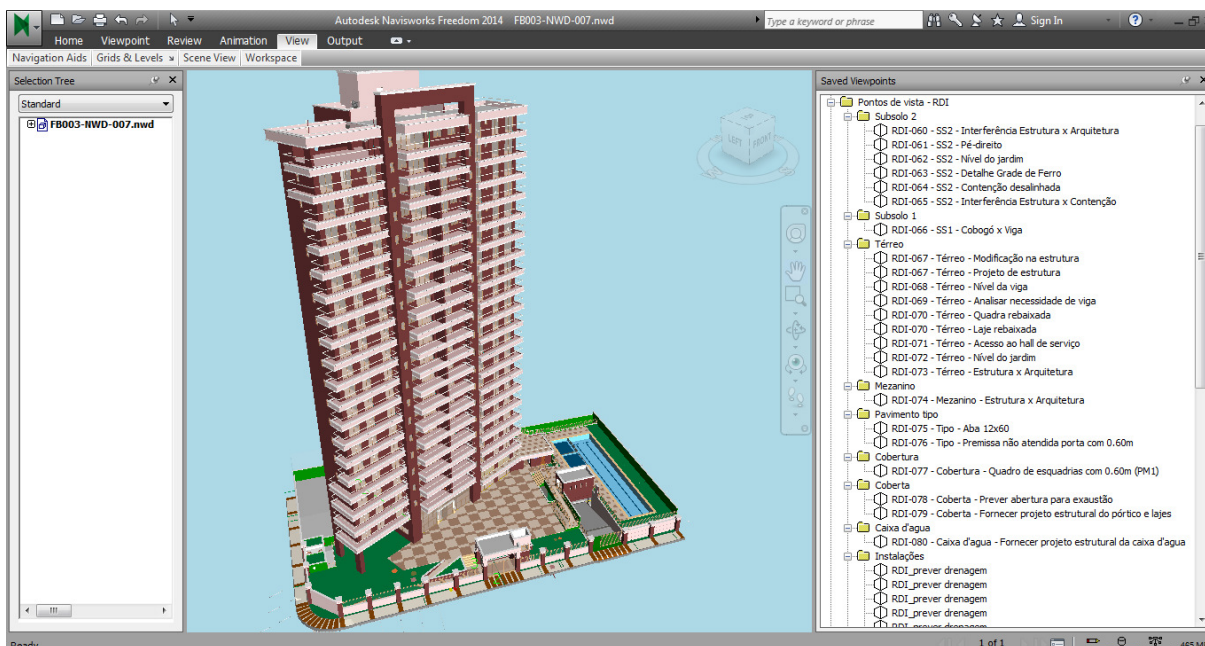 Autodesk Navisworks Freedom 2014 FB003-NWD-007.nwd
Type a keyword or phrase
Sign In
Home Viewpoint Review Animation View Output
Navigation Aids Grids & Levels Scene View Workspace
Selection Tree
Standard
FB003-NWD-007.nwd
LEFT FRONT
Saved Viewpoints
Pontos de vista - RDI
Subsolo 2
RDI-060 - SS2 - Interferência Estrutura x Arquitetura
RDI-061 - SS2 - Pé-direito
RDI-062 - SS2 - Nível do jardim
RDI-063 - SS2 - Detalhe Grade de Ferro
RDI-064 - SS2 - Contenção desalinhada
RDI-065 - SS2 - Interferência Estrutura x Contenção
Subsolo 1
RDI-066 - SS1 - Cobogó x Viga
Térreo
RDI-067 - Térreo - Modificação na estrutura
RDI-067 - Térreo - Projeto de estrutura
RDI-068 - Térreo - Nível da viga
RDI-069 - Térreo - Analisar necessidade de viga
RDI-070 - Térreo - Quadra rebaixada
RDI-070 - Térreo - Laje rebaixada
RDI-071 - Térreo - Acesso ao hall de serviço
RDI-072 - Térreo - Nível do jardim
RDI-073 - Térreo - Estrutura x Arquitetura
Mezanino
RDI-074 - Mezanino - Estrutura x Arquitetura
Pavimento tipo
RDI-075 - Tipo - Aba 12x60
RDI-076 - Tipo - Premissa não atendida porta com 0.60m
Cobertura
RDI-077 - Cobertura - Quadro de esquadrias com 0.60m (PM1)
Coberta
RDI-078 - Coberta - Prever abertura para exaustão
RDI-079 - Coberta - Fornecer projeto estrutural do pórtico e lajes
Caixa d'agua
RDI-080 - Caixa d'agua - Fornecer projeto estrutural da caixa d'agua
Instalações
RDI_prever drenagem
RDI_prever drenagem
RDI_prever drenagem
RDI_prever drenagem
RDI_prever drenagem
Ready
1 of 1
465 M